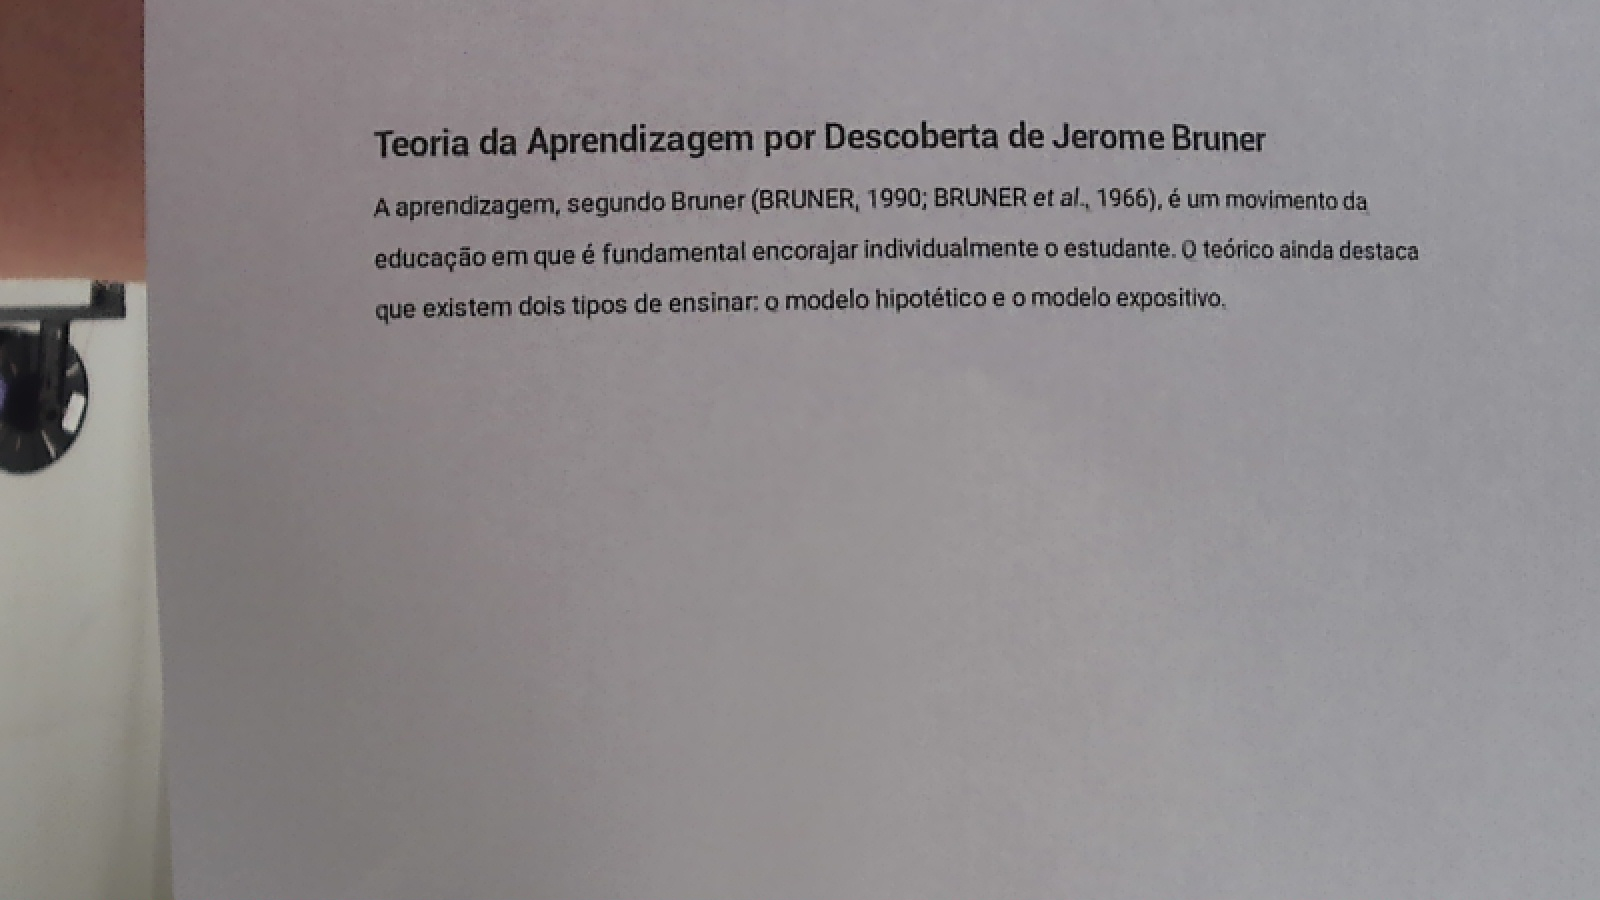 Teoria da Aprendizagem por Descoberta de Jerome Bruner
A aprendizagem, segundo Bruner (BRUNER, 1990; BRUNER et al., 1966), é um movimento da
educação em que é fundamental encorajar individualmente o estudante. O teórico ainda destaca
que existem dois tipos de ensinar: o modelo hipotético e o modelo expositivo.